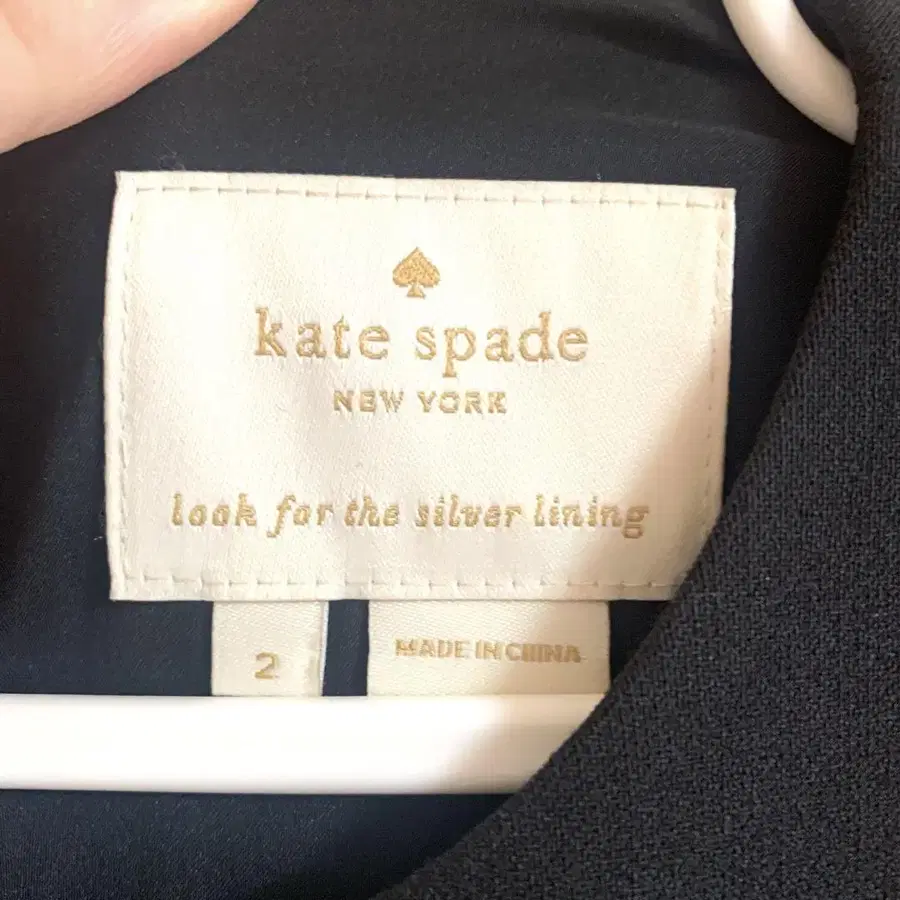 kate spade
NEW YORK
look for the silver lining
2
MADE IN CHINA